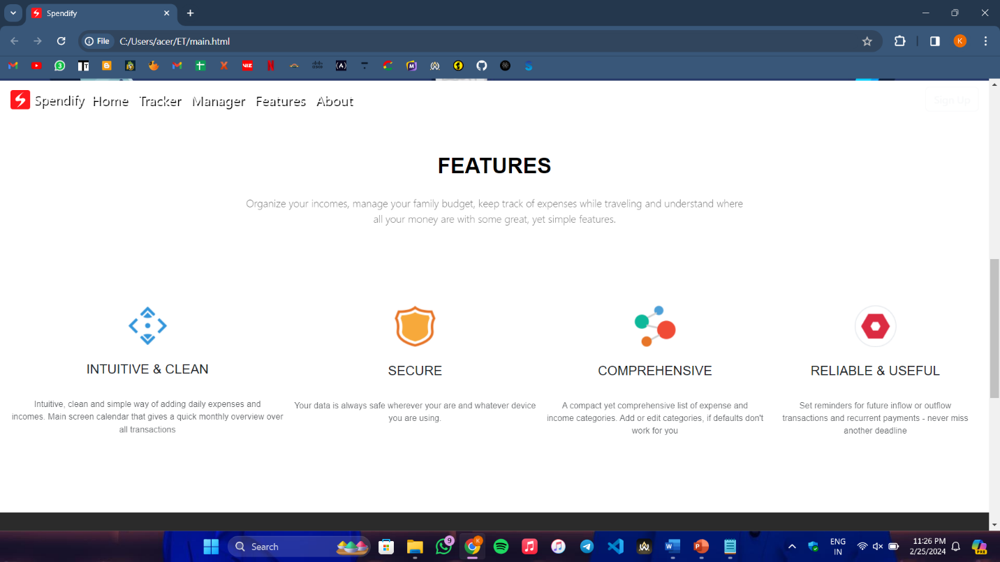 Spendify
File
C:/Users/acer/ET/main.html
K
Spendify Home Tracker Manager Features About
Sign Up
FEATURES
Organize your incomes, manage your family budget, keep track of expenses while traveling and understand where
all your money are with some great, yet simple features.
INTUITIVE & CLEAN
Intuitive, clean and simple way of adding daily expenses and
incomes. Main screen calendar that gives a quick monthly overview over
all transactions
SECURE
Your data is always safe wherever your are and whatever device
you are using.
COMPREHENSIVE
A compact yet comprehensive list of expense and
income categories. Add or edit categories, if defaults don't
work for you
RELIABLE & USEFUL
Set reminders for future inflow or outflow
transactions and recurrent payments - never miss
another deadline
Search
9
K
ENG
IN
11:26 PM
2/25/2024
PRE